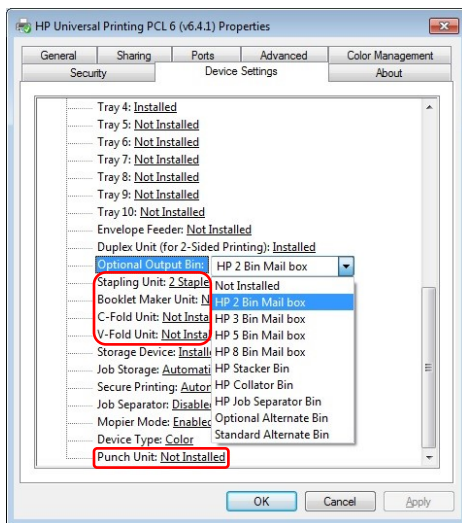 HP Universal Printing PCL 6 (v6.4.1) Properties
General Sharing Ports Advanced Color Management
Security Device Settings About
Tray 4: Installed
Tray 5: Not Installed
Tray 6: Not Installed
Tray 7: Not Installed
Tray 8: Not Installed
Tray 9: Not Installed
Tray 10: Not Installed
Envelope Feeder: Not Installed
Duplex Unit (for 2-Sided Printing): Installed
Optional Output Bin: HP 2 Bin Mail box
Stapling Unit: 2 Staple Not Installed
Booklet Maker Unit: HP 2 Bin Mail box
C-Fold Unit: Not HP 3 Bin Mail box
V-Fold Unit: Not HP 5 Bin Mail box
Storage Device: HP 8 Bin Mail box
Job Storage: HP Stacker Bin
Secure Printing: HP Collator Bin
Job Separator: HP Job Separator Bin
Mopier Mode: Optional Alternate Bin
Device Type: Color Standard Alternate Bin
Punch Unit: Not Installed
OK Cancel Apply